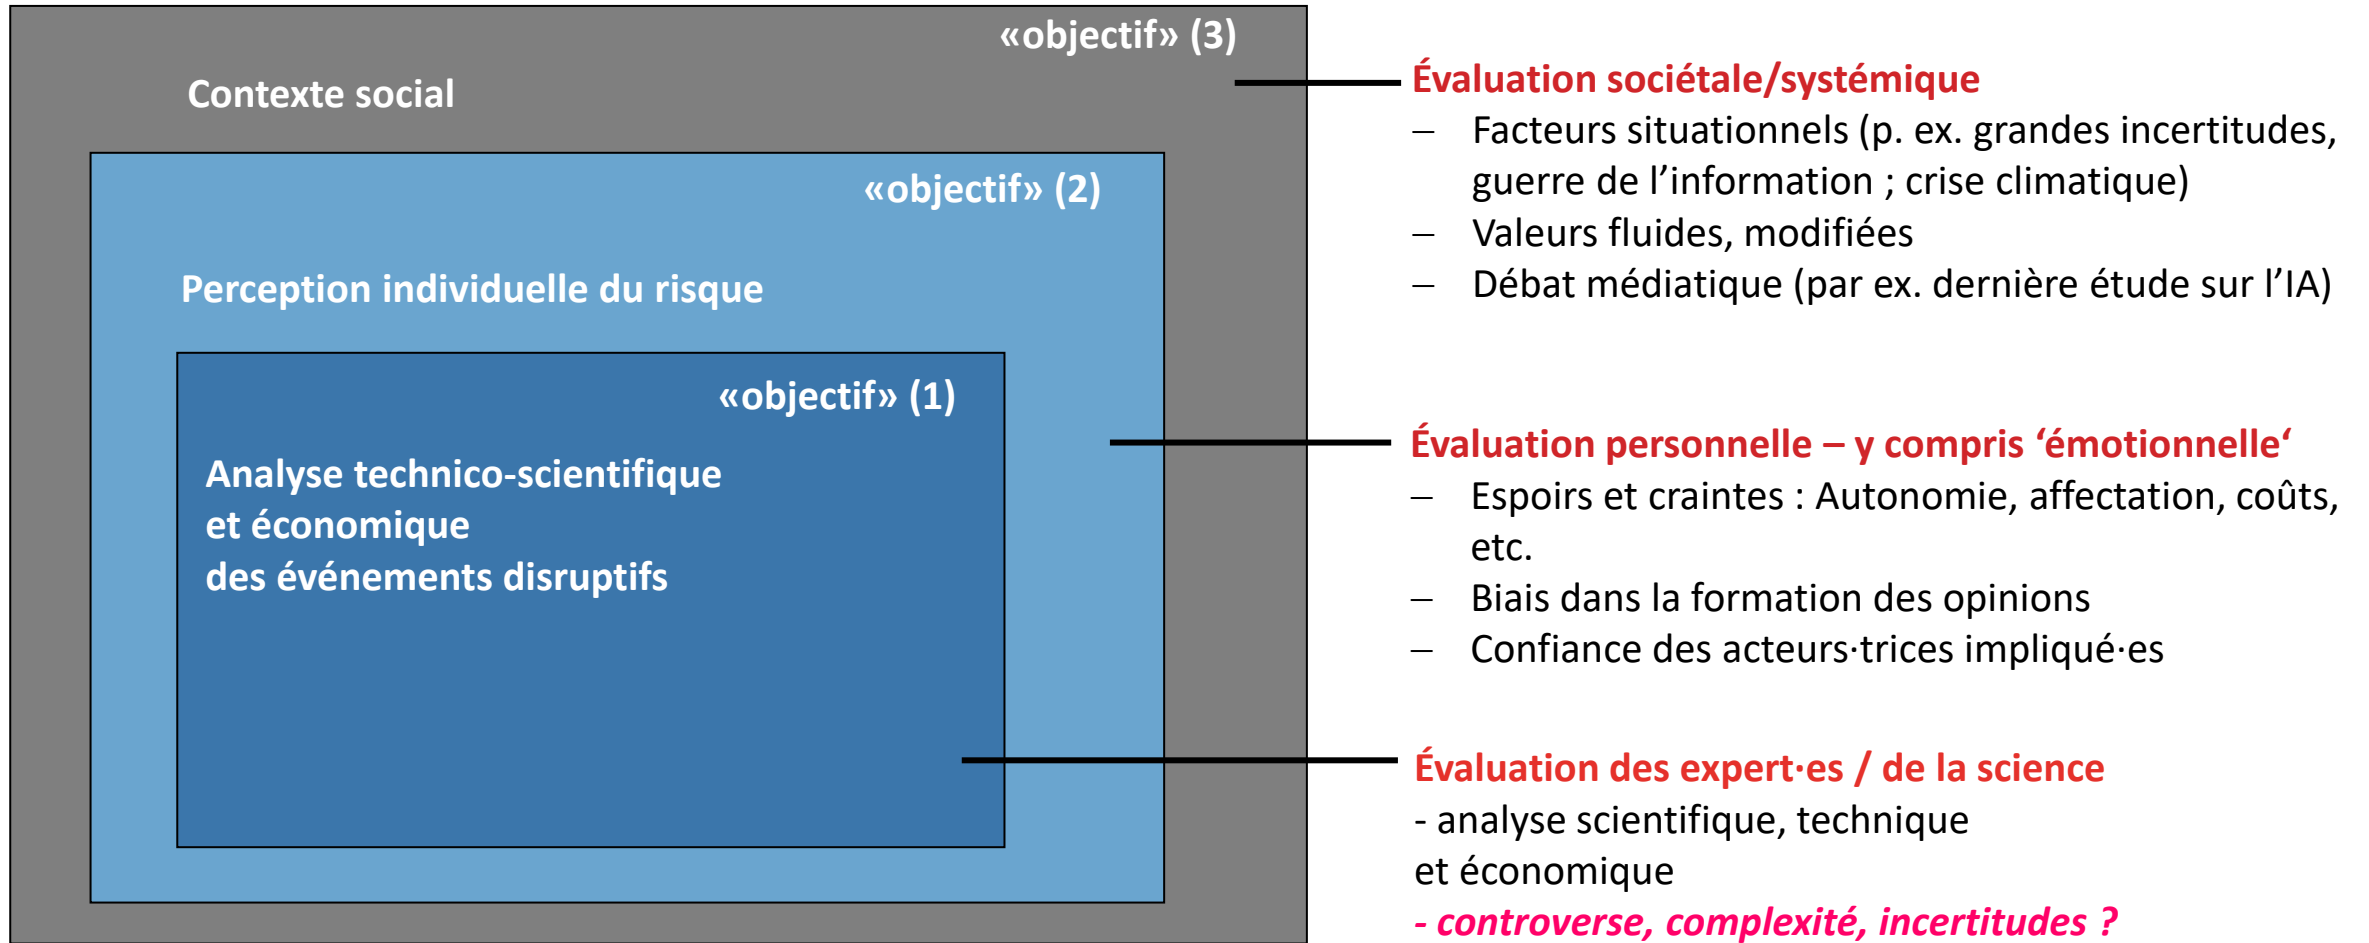 «objectif» (3)
Contexte social
«objectif» (2)
Perception individuelle du risque
«objectif» (1)
Analyse technico-scientifique
et économique
des événements disruptifs
Évaluation sociétale/systémique
– Facteurs situationnels (p. ex. grandes incertitudes,
guerre de l’information ; crise climatique)
– Valeurs fluides, modifiées
– Débat médiatique (par ex. dernière étude sur l’IA)
Évaluation personnelle – y compris ‘émotionnelle‘
– Espoirs et craintes : Autonomie, affectation, coûts,
etc.
– Biais dans la formation des opinions
– Confiance des acteurs·trices impliqué·es
Évaluation des expert·es / de la science
- analyse scientifique, technique
et économique
- controverse, complexité, incertitudes ?